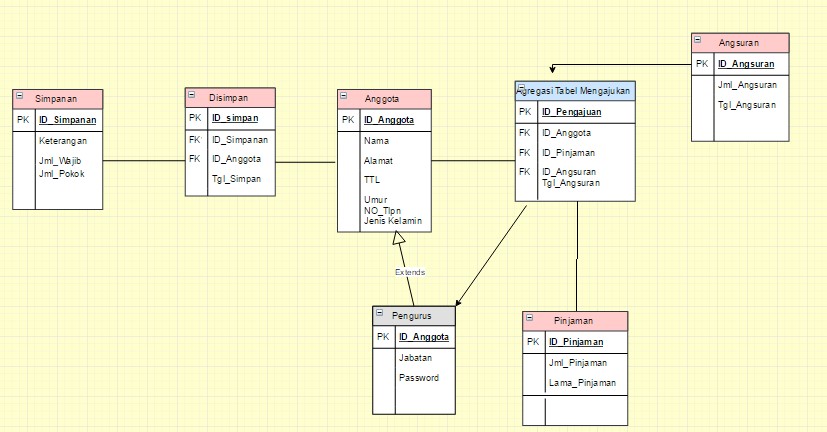 Simpanan
PK ID_Simpanan
Keterangan
Jml_Wajib
Jml_Pokok
Disimpan
PK ID_simpan
FK ID_Simpanan
FK ID_Anggota
Tgl_Simpan
Anggota
PK ID_Anggota
Nama
Alamat
TTL
Umur
NO_Tlpn
Jenis Kelamin
Agregasi Tabel Mengajukan
PK ID_Pengajuan
FK ID_Anggota
FK ID_Pinjaman
FK ID_Angsuran
Tgl_Angsuran
Angsuran
PK ID_Angsuran
Jml_Angsuran
Tgl_Angsuran
Extends
Pengurus
PK ID_Anggota
Jabatan
Password
Pinjaman
PK ID_Pinjaman
Jml_Pinjaman
Lama_Pinjaman